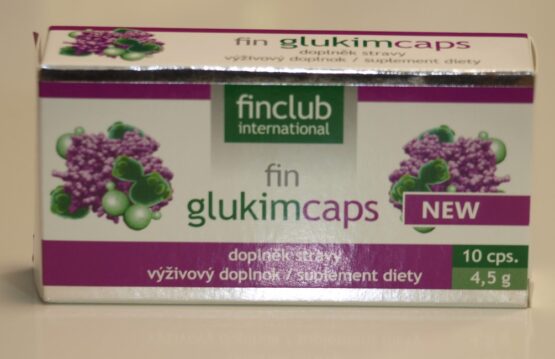 fin glukimcaps
doplněk stravy
výživový doplnok / suplement diety
finclub
international
fin
glukimcaps
NEW
doplněk stravy
výživový doplnok / suplement diety
10 cps.
4,5 g